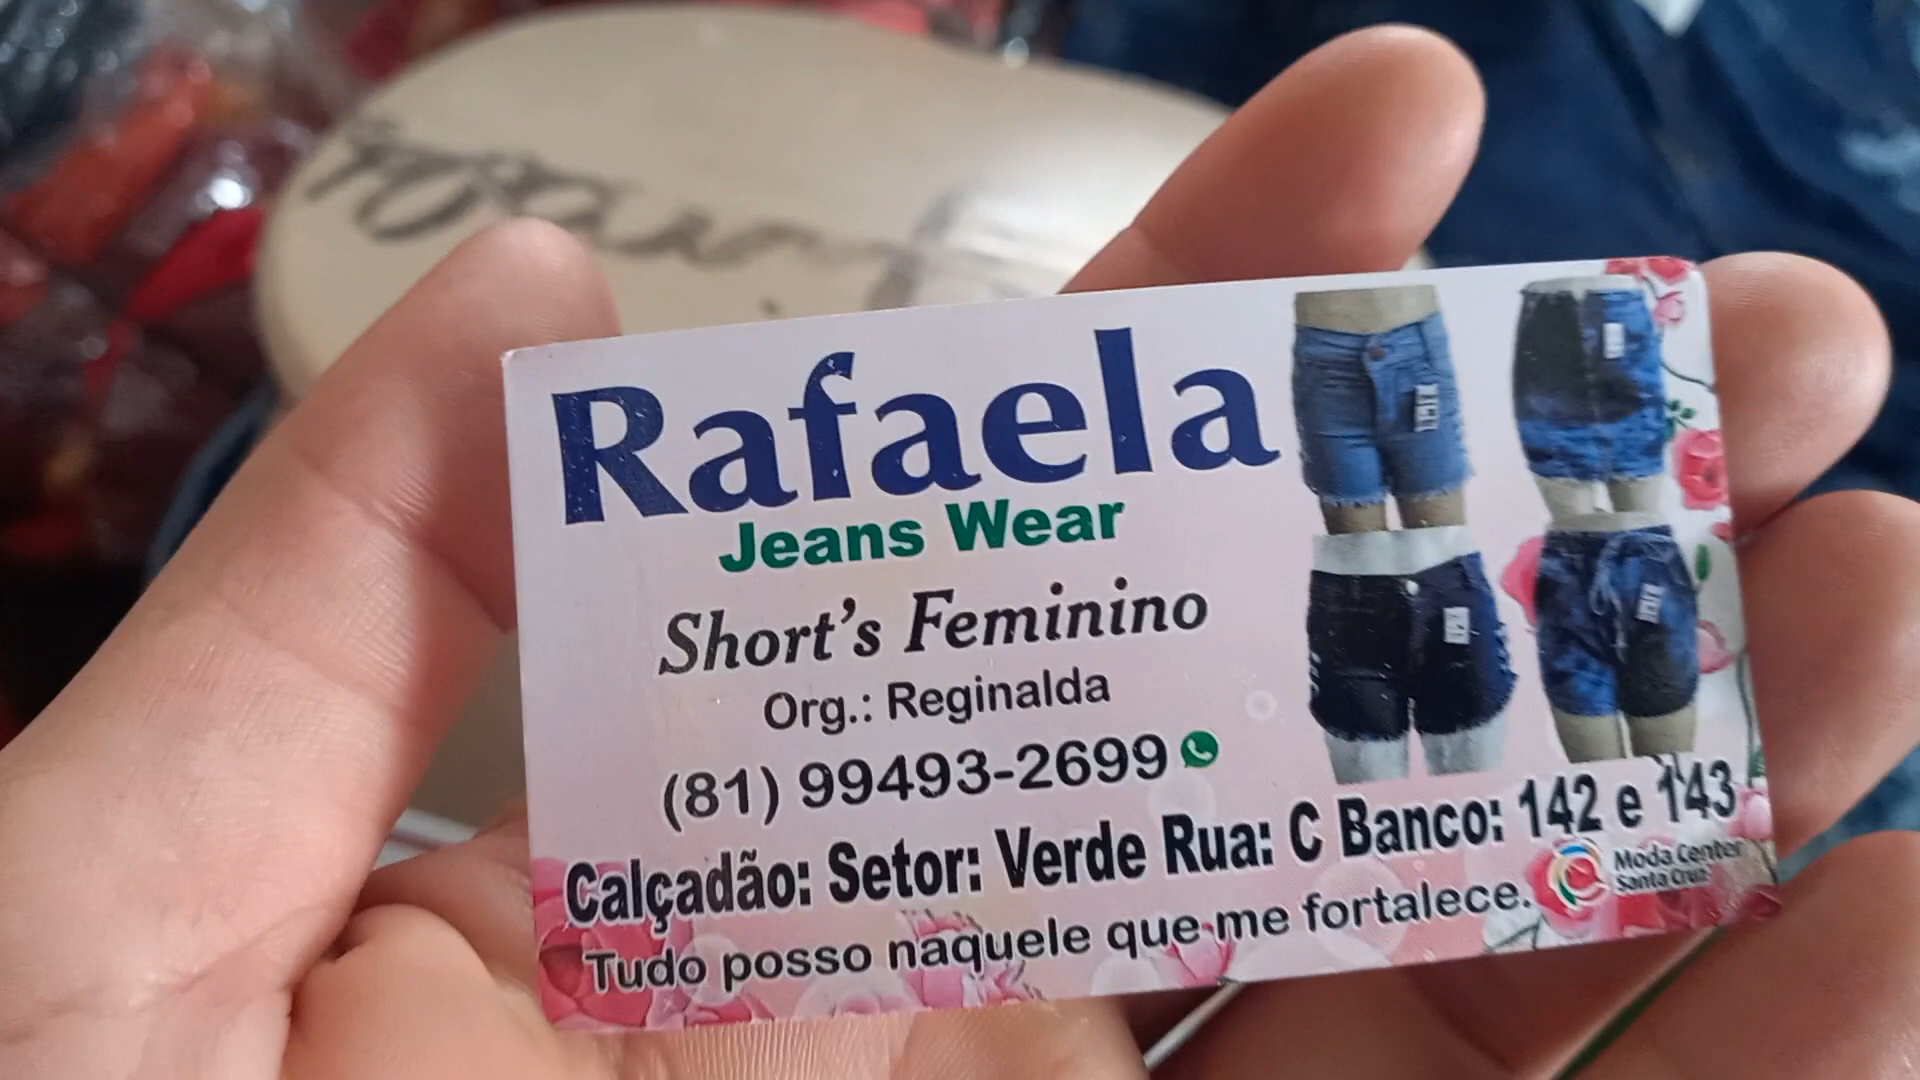 Rafaela
Jeans Wear
Short's Feminino
Org.: Reginalda
(81) 99493-2699
Calçadão: Setor: Verde Rua: C Banco: 142 e 143
Moda Center
Santa Cruz
Tudo posso naquele que me fortalece.